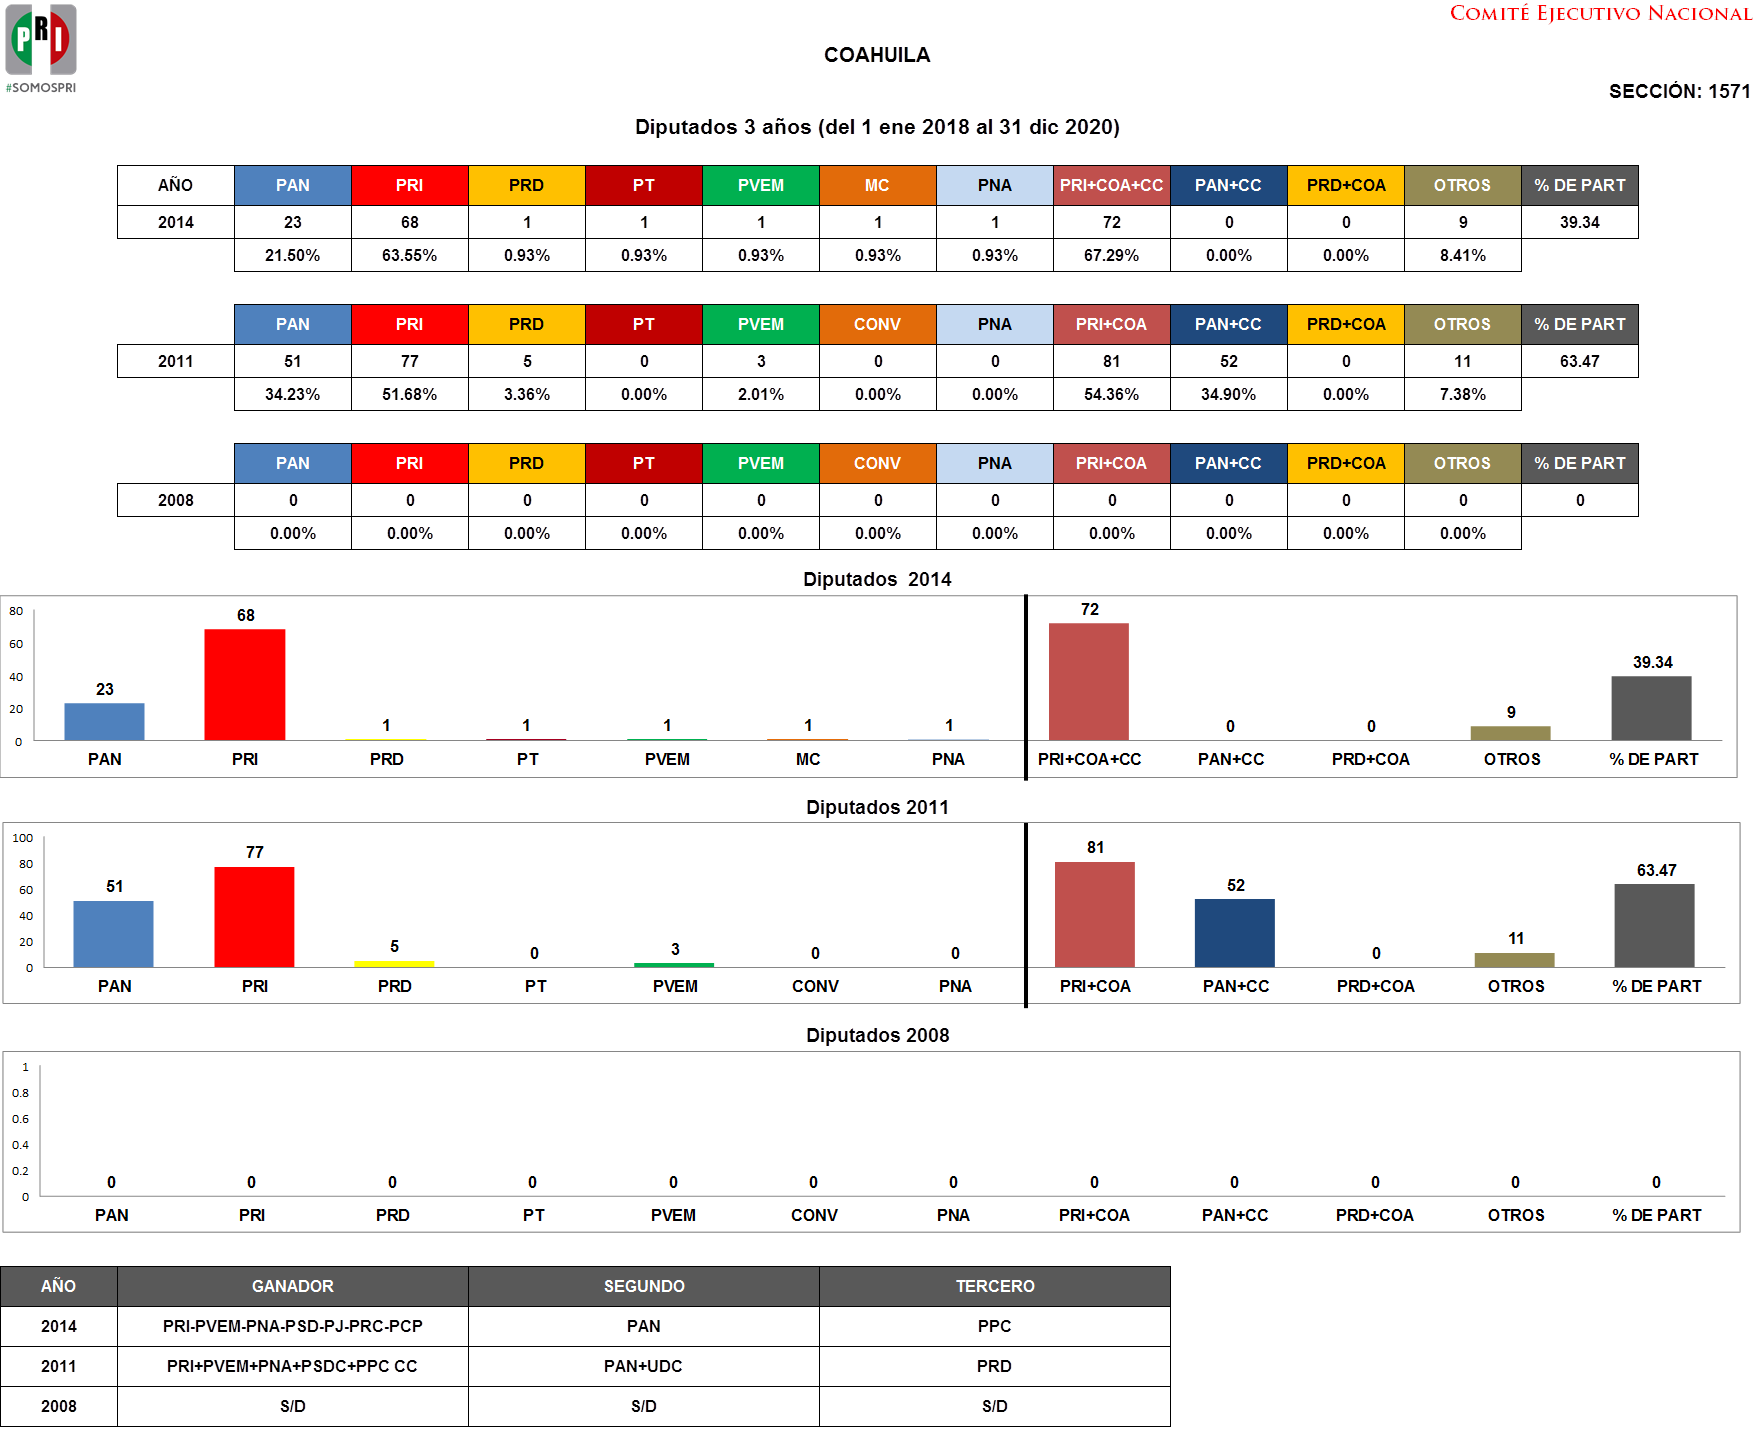 PRI
#SOMOSPRI
COMITÉ EJECUTIVO NACIONAL
COAHUILA
SECCIÓN: 1571
Diputados 3 años (del 1 ene 2018 al 31 dic 2020)
AÑO PAN PRI PRD PT PVEM MC PNA PRI+COA+CC PAN+CC PRD+COA OTROS % DE PART
2014 23 68 1 1 1 1 1 72 0 0 9 39.34
21.50% 63.55% 0.93% 0.93% 0.93% 0.93% 0.93% 67.29% 0.00% 0.00% 8.41%
PAN PRI PRD PT PVEM CONV PNA PRI+COA PAN+CC PRD+COA OTROS % DE PART
2011 51 77 5 0 3 0 0 81 52 0 11 63.47
34.23% 51.68% 3.36% 0.00% 2.01% 0.00% 0.00% 54.36% 34.90% 0.00% 7.38%
PAN PRI PRD PT PVEM CONV PNA PRI+COA PAN+CC PRD+COA OTROS % DE PART
2008 0 0 0 0 0 0 0 0 0 0 0 0
0.00% 0.00% 0.00% 0.00% 0.00% 0.00% 0.00% 0.00% 0.00% 0.00% 0.00%
Diputados 2014
80
60
40
20
0
23 68 1 1 1 1 1 72 0 0 9 39.34
PAN PRI PRD PT PVEM MC PNA PRI+COA+CC PAN+CC PRD+COA OTROS % DE PART
Diputados 2011
100
80
60
40
20
0
51 77 5 0 3 0 0 81 52 0 11 63.47
PAN PRI PRD PT PVEM CONV PNA PRI+COA PAN+CC PRD+COA OTROS % DE PART
Diputados 2008
1
0.8
0.6
0.4
0.2
0
0 0 0 0 0 0 0 0 0 0 0 0
PAN PRI PRD PT PVEM CONV PNA PRI+COA PAN+CC PRD+COA OTROS % DE PART
AÑO GANADOR SEGUNDO TERCERO
2014 PRI-PVEM-PNA-PSD-PJ-PRC-PCP PAN PPC
2011 PRI+PVEM+PNA+PSDC+PPC CC PAN+UDC PRD
2008 S/D S/D S/D